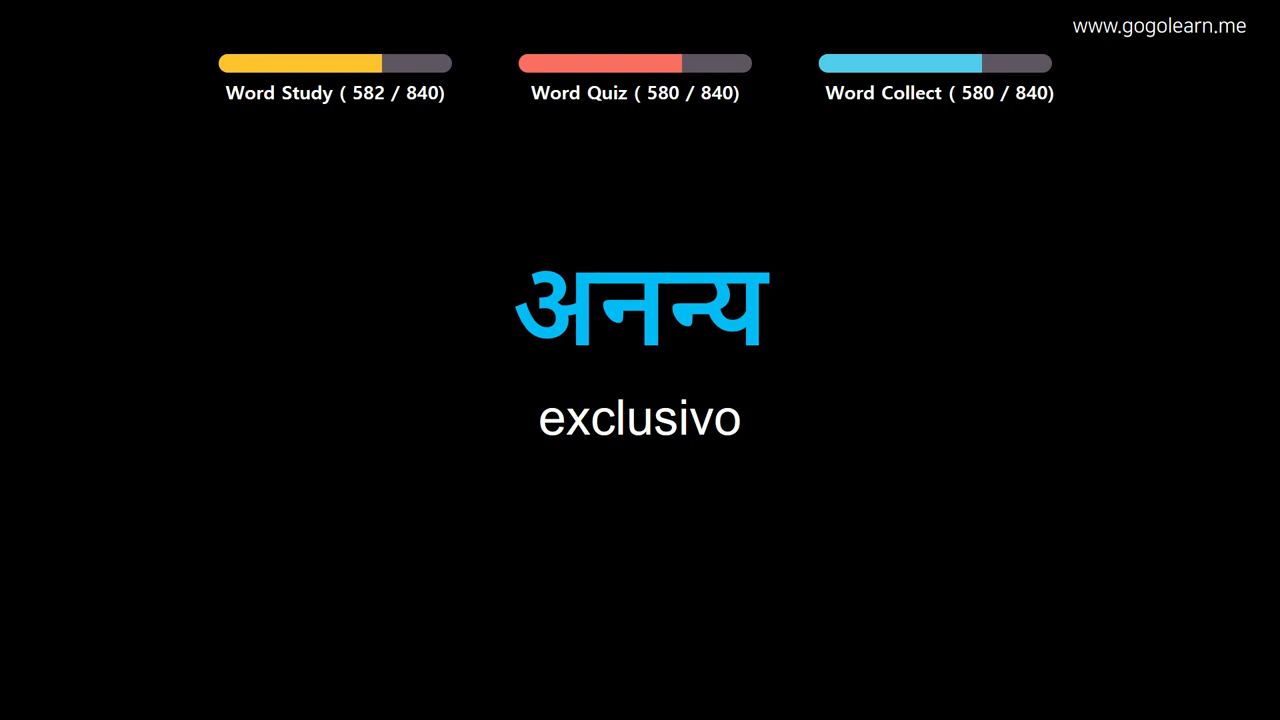 www.gogolearn.me
Word Study ( 582 / 840)
Word Quiz ( 580 / 840)
Word Collect ( 580 / 840)
अनन्य
exclusivo